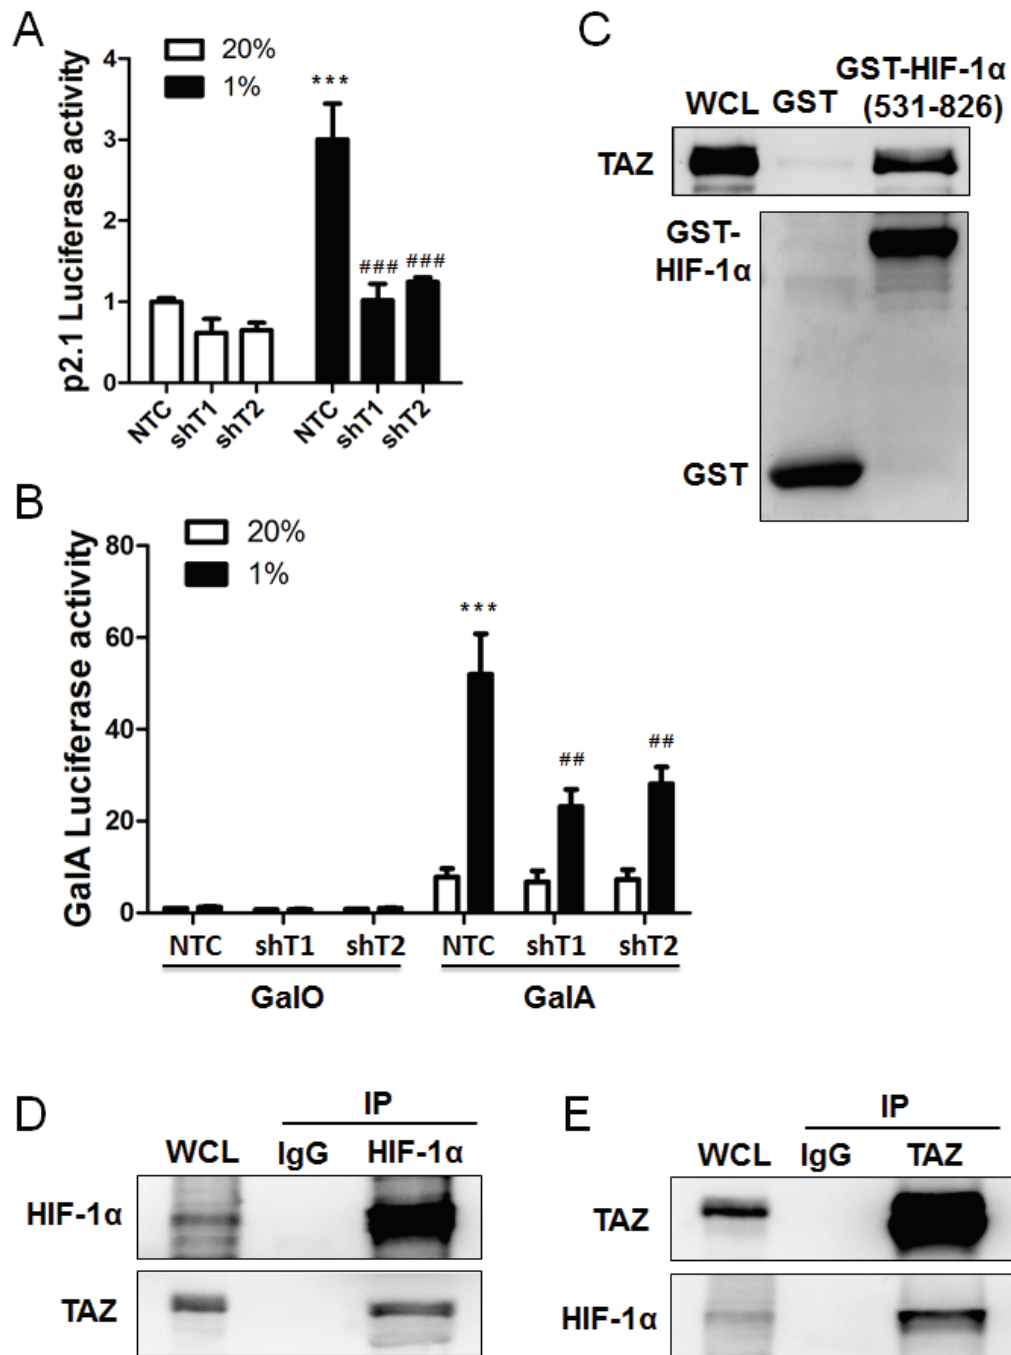 A
20%
1%
p2.1 Luciferase activity
4
3
2
1
0
***
###
###
NTC
shT1
shT2
NTC
shT1
shT2
B
20%
1%
GalA Luciferase activity
80
60
40
20
0
***
##
##
NTC shT1 shT2 NTC shT1 shT2
GalO GalA
C
WCL GST GST-HIF-1α
(531-826)
TAZ
GST-
HIF-1α
GST
D
IP
WCL IgG HIF-1α
HIF-1α
TAZ
E
IP
WCL IgG TAZ
TAZ
HIF-1α